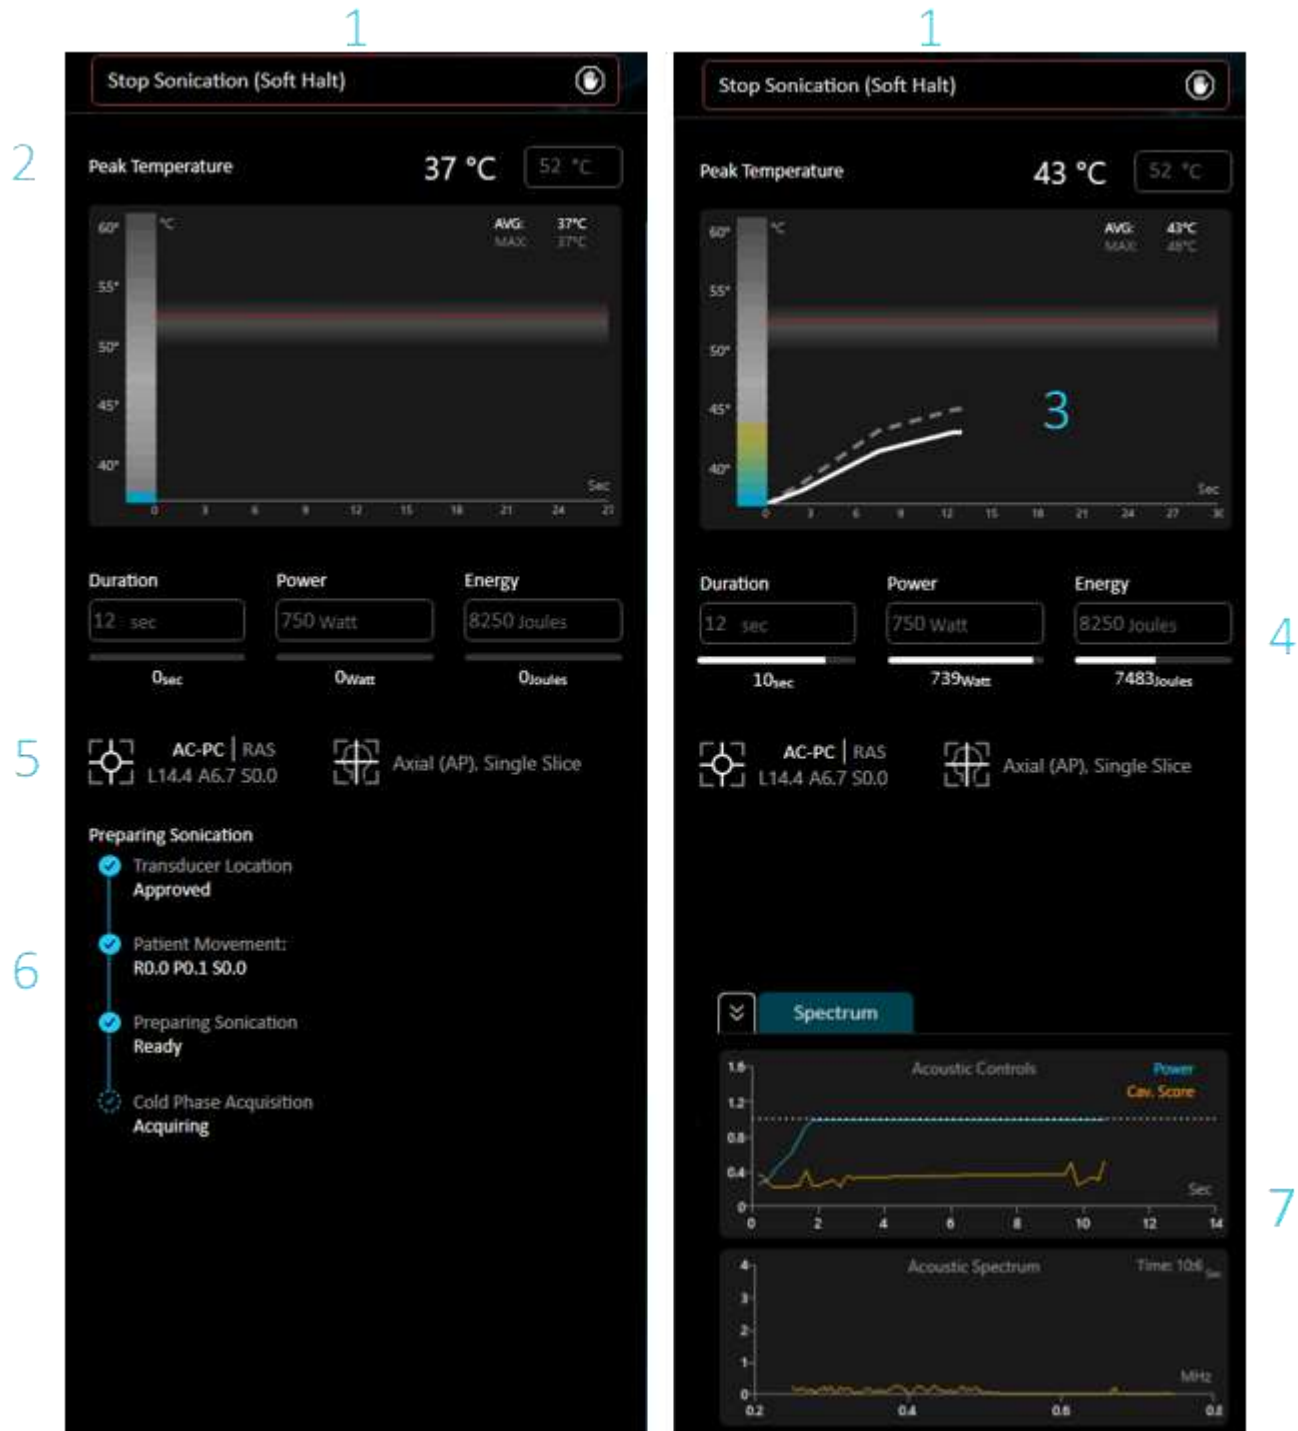 1
Stop Sonication (Soft Halt)
2
Peak Temperature 37 °C 52 °C
60° °C AVG: 37°C
MAX: 37°C
55°
50°
45°
40°
Sec
0 3 6 9 12 15 18 21 24 27
Duration Power Energy
12 sec 750 Watt 8250 Joules
0sec 0Watt 0Joules
5
AC-PC | RAS
L14.4 A6.7 S0.0
Axial (AP), Single Slice
Preparing Sonication
Transducer Location
Approved
6
Patient Movement:
R0.0 P0.1 S0.0
Preparing Sonication
Ready
Cold Phase Acquisition
Acquiring
1
Stop Sonication (Soft Halt)
Peak Temperature 43 °C 52 °C
60° °C AVG: 43°C
MAX: 48°C
55°
50°
45°
3
40°
Sec
0 3 6 9 12 15 18 21 24 27
Duration Power Energy
12 sec 750 Watt 8250 Joules
4
10sec 739Watt 7483Joules
AC-PC | RAS
L14.4 A6.7 S0.0
Axial (AP), Single Slice
Spectrum
1.6 Acoustic Controls Power
Cav. Score
1.2
0.8
0.4
Sec
0
0 2 4 6 8 10 12 14
7
4 Acoustic Spectrum Time: 10.6 Sec
3
2
1
MHz
0
0.2 0.4 0.6 0.8